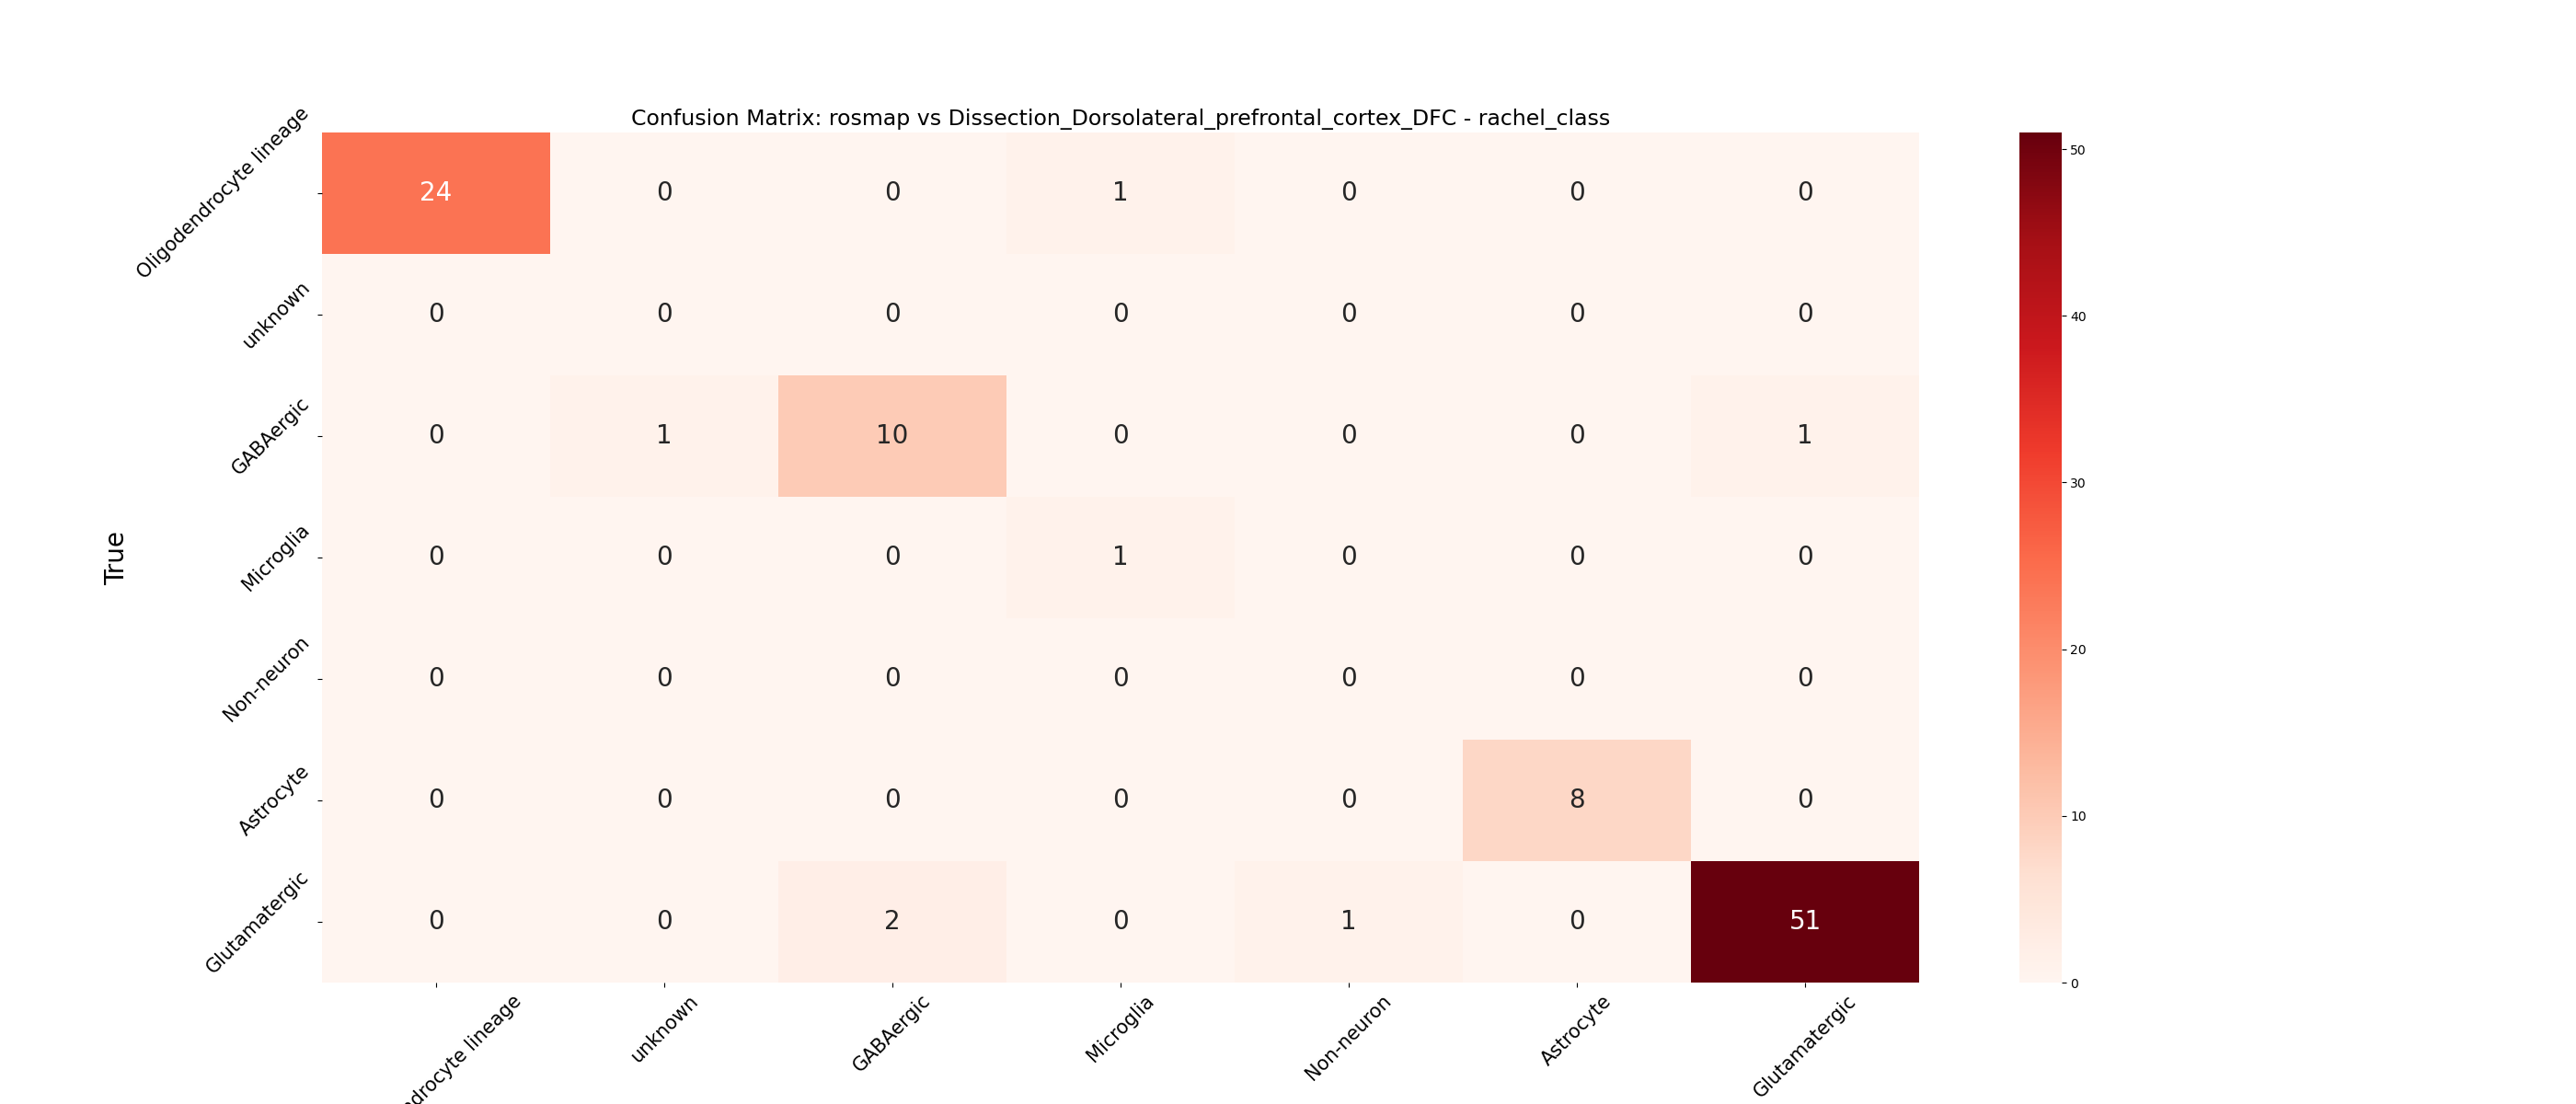 Confusion Matrix: rosmap vs Dissection_Dorsolateral_prefrontal_cortex_DFC - rachel_class
True
Oligodendrocyte lineage 24 0 0 1 0 0 0
unknown 0 0 0 0 0 0 0
GABAergic 0 1 10 0 0 0 1
Microglia 0 0 0 1 0 0 0
Non-neuron 0 0 0 0 0 0 0
Astrocyte 0 0 0 0 0 8 0
Glutamatergic 0 0 2 0 1 0 51
ndrocyte lineage unknown GABAergic Microglia Non-neuron Astrocyte Glutamatergic
50
40
30
20
10
0